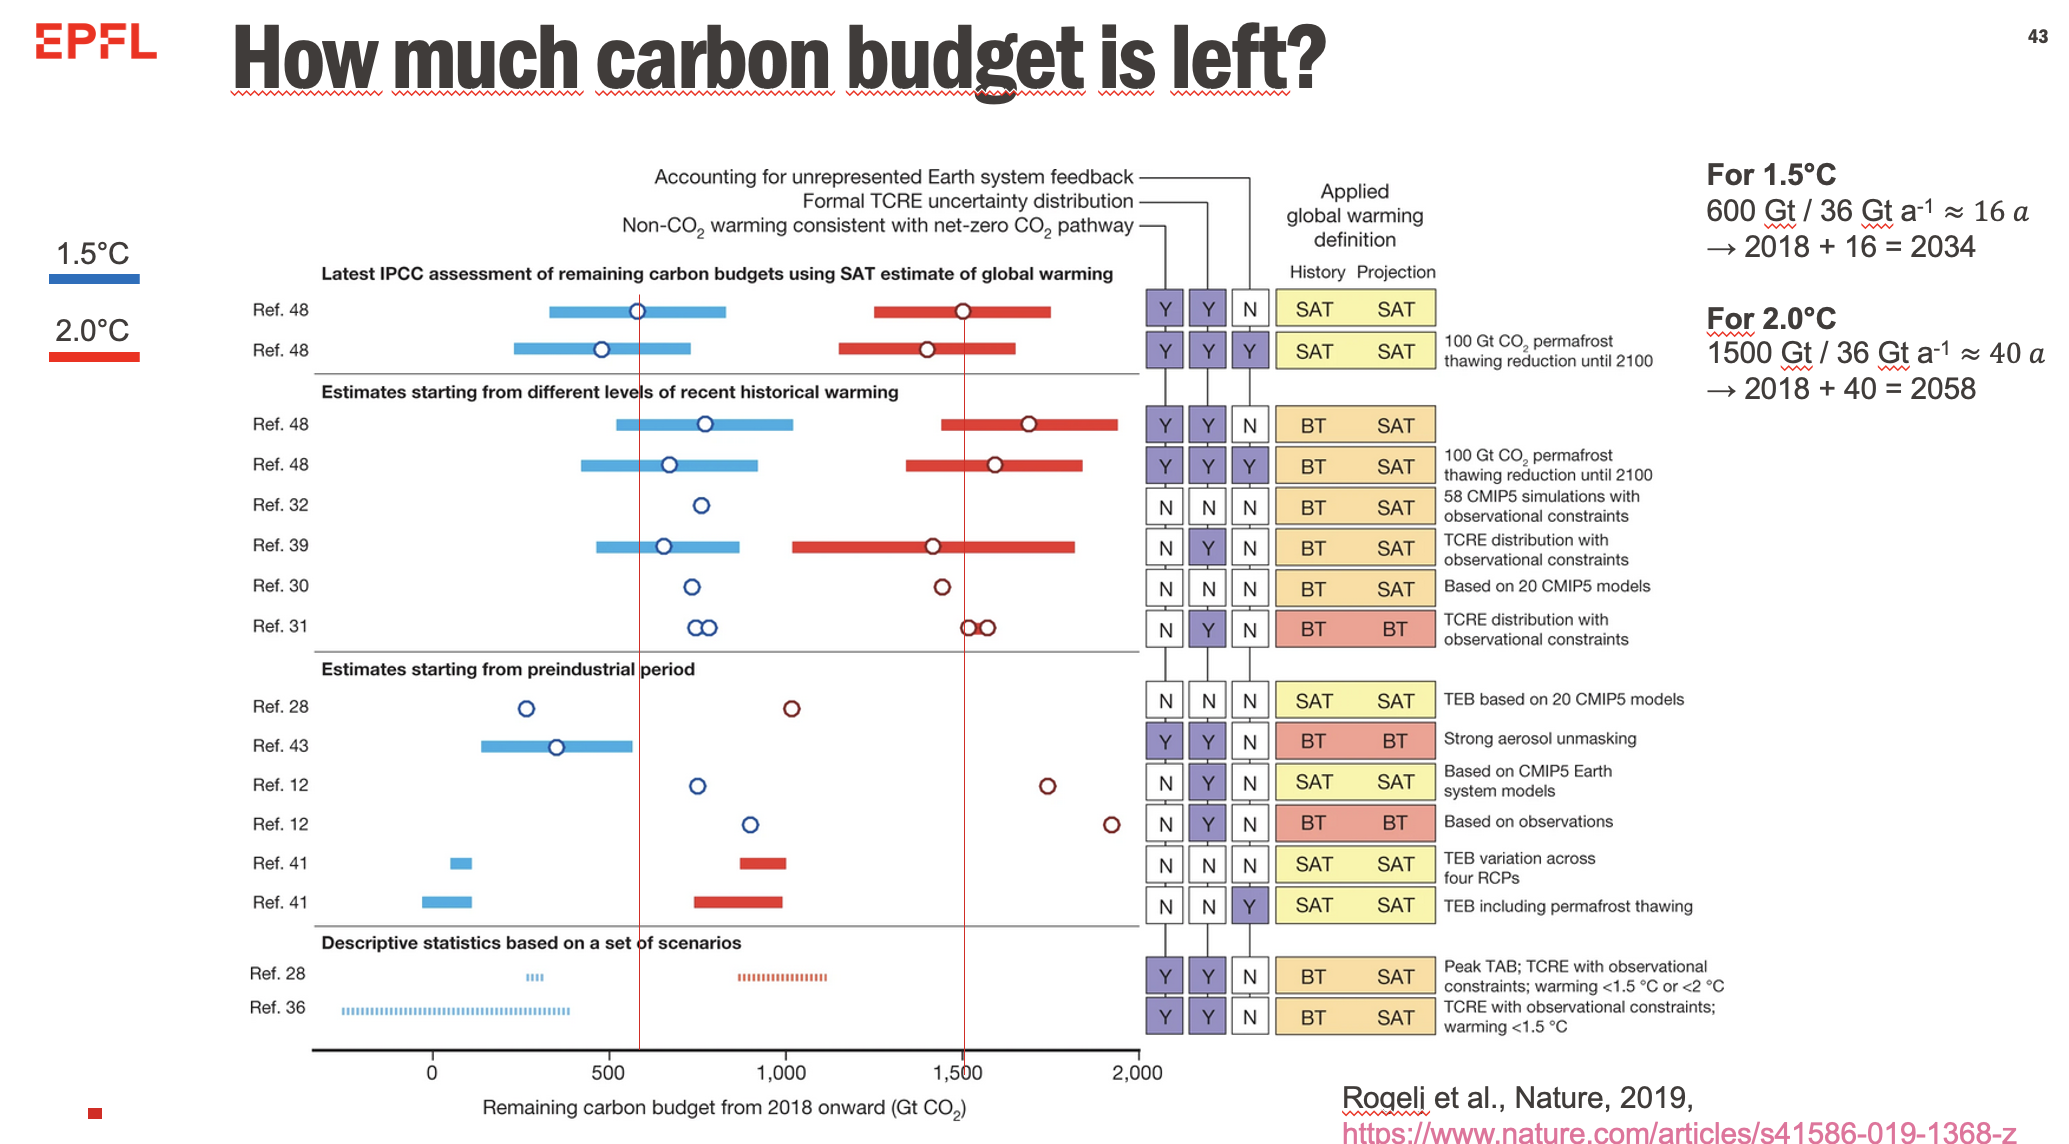 EPFL
How much carbon budget is left?
43
1.5°C
2.0°C
Accounting for unrepresented Earth system feedback
Formal TCRE uncertainty distribution
Non-CO₂ warming consistent with net-zero CO₂ pathway
Applied
global warming
definition
History Projection
Latest IPCC assessment of remaining carbon budgets using SAT estimate of global warming
Ref. 48 Y Y N SAT SAT
Ref. 48 Y Y Y SAT SAT 100 Gt CO₂ permafrost
thawing reduction until 2100
Estimates starting from different levels of recent historical warming
Ref. 48 Y Y N BT SAT
Ref. 48 Y Y Y BT SAT 100 Gt CO₂ permafrost
thawing reduction until 2100
Ref. 32 N N N BT SAT 58 CMIP5 simulations with
observational constraints
Ref. 39 N Y N BT SAT TCRE distribution with
observational constraints
Ref. 30 N N N BT SAT Based on 20 CMIP5 models
Ref. 31 N Y N BT BT TCRE distribution with
observational constraints
Estimates starting from preindustrial period
Ref. 28 N N N SAT SAT TEB based on 20 CMIP5 models
Ref. 43 Y Y N BT BT Strong aerosol unmasking
Ref. 12 N Y N SAT SAT Based on CMIP5 Earth
system models
Ref. 12 N Y N BT BT Based on observations
Ref. 41 N N N SAT SAT TEB variation across
four RCPs
Ref. 41 N N Y SAT SAT TEB including permafrost thawing
Descriptive statistics based on a set of scenarios
Ref. 28 Y Y N BT SAT Peak TAB; TCRE with observational
constraints; warming <1.5 °C or <2 °C
Ref. 36 Y Y N BT SAT TCRE with observational constraints;
warming <1.5 °C
0 500 1,000 1,500 2,000
Remaining carbon budget from 2018 onward (Gt CO₂)
For 1.5°C
600 Gt / 36 Gt a⁻¹ ≈ 16 a
→ 2018 + 16 = 2034
For 2.0°C
1500 Gt / 36 Gt a⁻¹ ≈ 40 a
→ 2018 + 40 = 2058
Rogelj et al., Nature, 2019,
https://www.nature.com/articles/s41586-019-1368-z